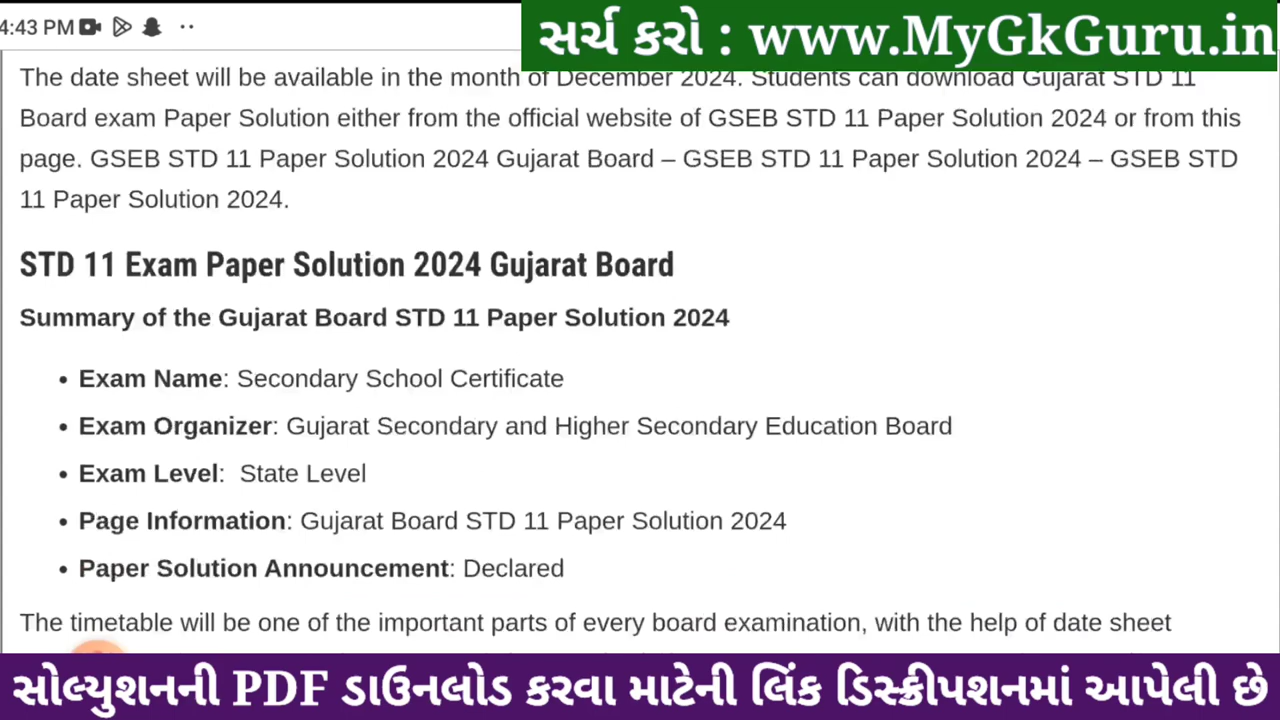 4:43 PM
સર્ચ કરો : www.MyGkGuru.in
The date sheet will be available in the month of December 2024. Students can download Gujarat STD 11
Board exam Paper Solution either from the official website of GSEB STD 11 Paper Solution 2024 or from this
page. GSEB STD 11 Paper Solution 2024 Gujarat Board – GSEB STD 11 Paper Solution 2024 – GSEB STD
11 Paper Solution 2024.
STD 11 Exam Paper Solution 2024 Gujarat Board
Summary of the Gujarat Board STD 11 Paper Solution 2024
• Exam Name: Secondary School Certificate
• Exam Organizer: Gujarat Secondary and Higher Secondary Education Board
• Exam Level:  State Level
• Page Information: Gujarat Board STD 11 Paper Solution 2024
• Paper Solution Announcement: Declared
The timetable will be one of the important parts of every board examination, with the help of date sheet
સોલ્યુશનની PDF ડાઉનલોડ કરવા માટેની લિંક ડિસ્ક્રીપશનમાં આપેલી છે